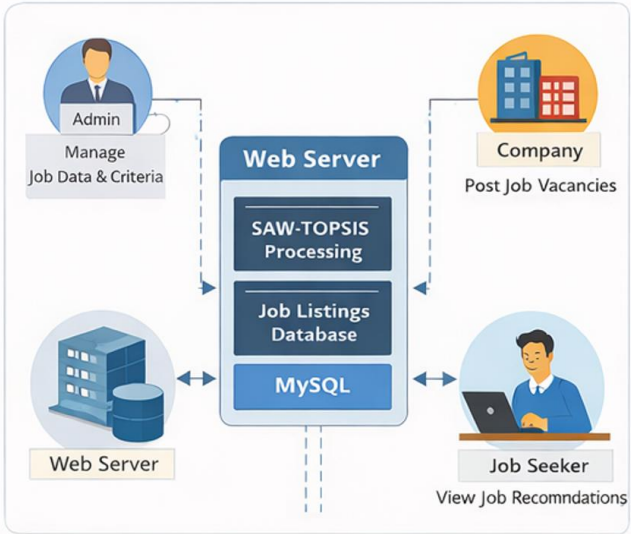 Admin
Manage
Job Data & Criteria
Web Server
SAW-TOPSIS
Processing
Job Listings
Database
MySQL
Company
Post Job Vacancies
Web Server
Job Seeker
View Job Recomndations